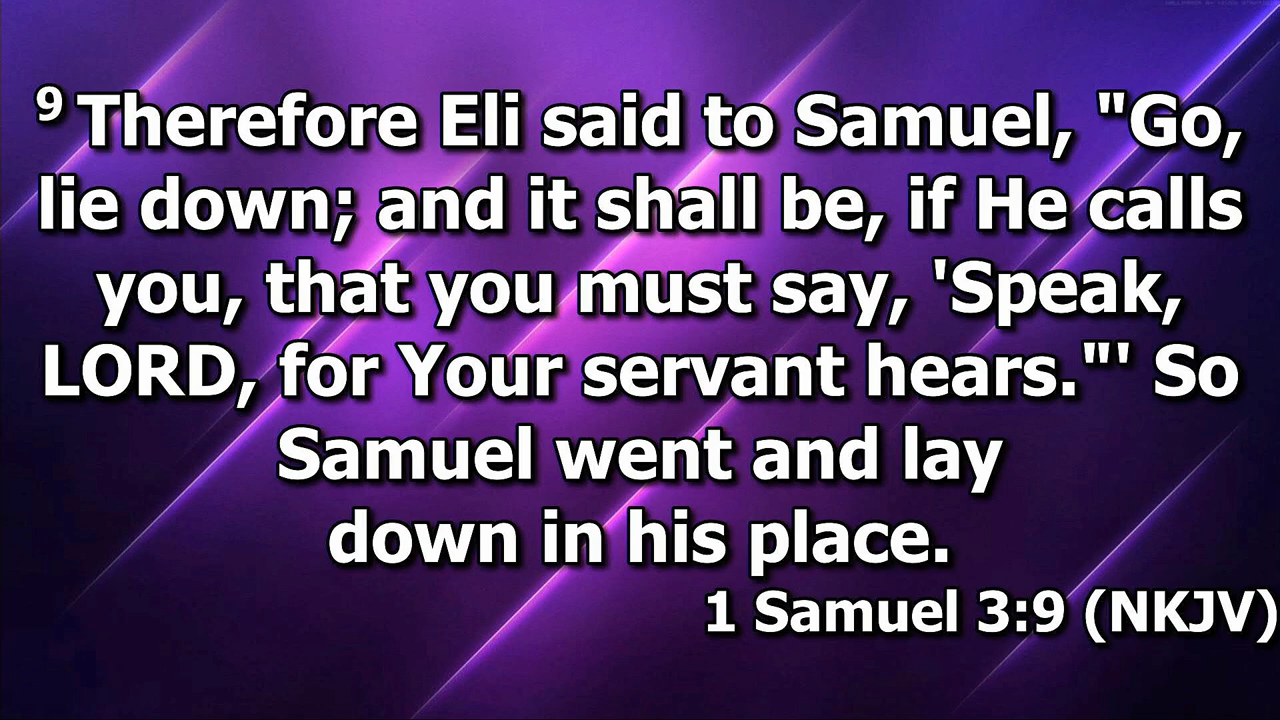 9 Therefore Eli said to Samuel, "Go,
lie down; and it shall be, if He calls
you, that you must say, 'Speak,
LORD, for Your servant hears."' So
Samuel went and lay
down in his place.
1 Samuel 3:9 (NKJV)